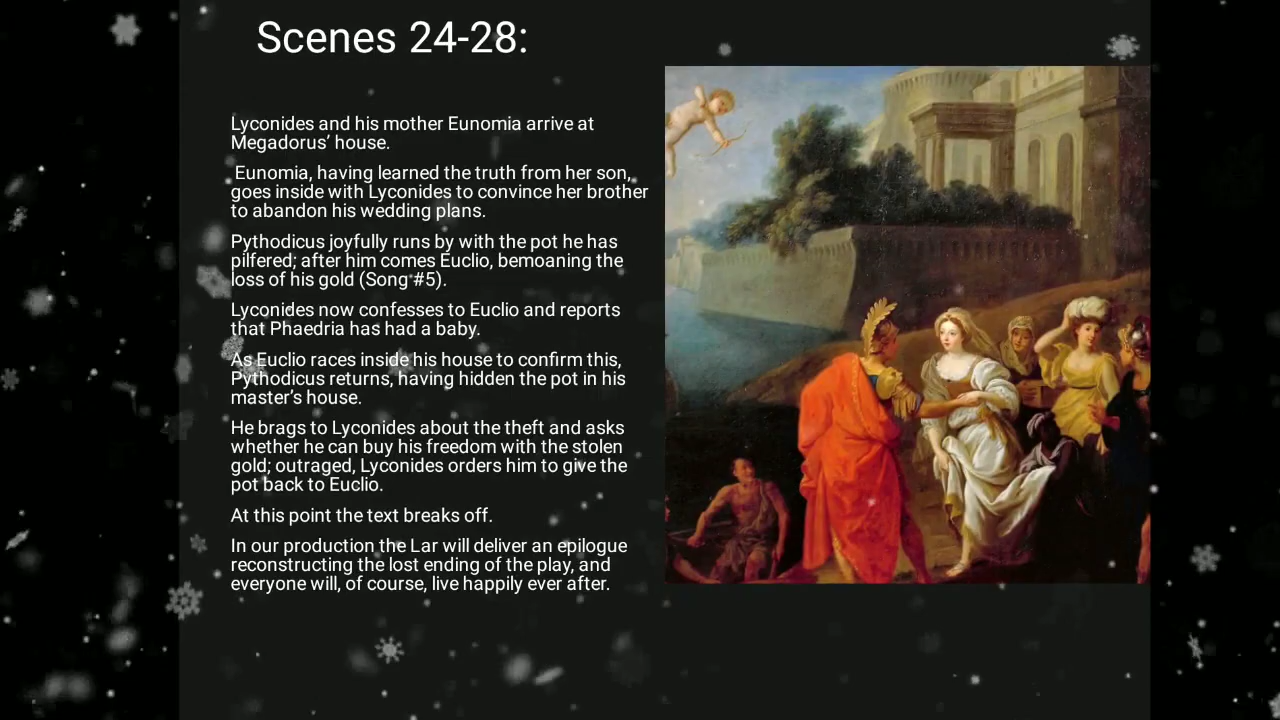 Scenes 24-28:
Lyconides and his mother Eunomia arrive at
Megadorus’ house.
Eunomia, having learned the truth from her son,
goes inside with Lyconides to convince her brother
to abandon his wedding plans.
Pythodicus joyfully runs by with the pot he has
pilfered; after him comes Euclio, bemoaning the
loss of his gold (Song #5).
Lyconides now confesses to Euclio and reports
that Phaedria has had a baby.
As Euclio races inside his house to confirm this,
Pythodicus returns, having hidden the pot in his
master’s house.
He brags to Lyconides about the theft and asks
whether he can buy his freedom with the stolen
gold; outraged, Lyconides orders him to give the
pot back to Euclio.
At this point the text breaks off.
In our production the Lar will deliver an epilogue
reconstructing the lost ending of the play, and
everyone will, of course, live happily ever after.